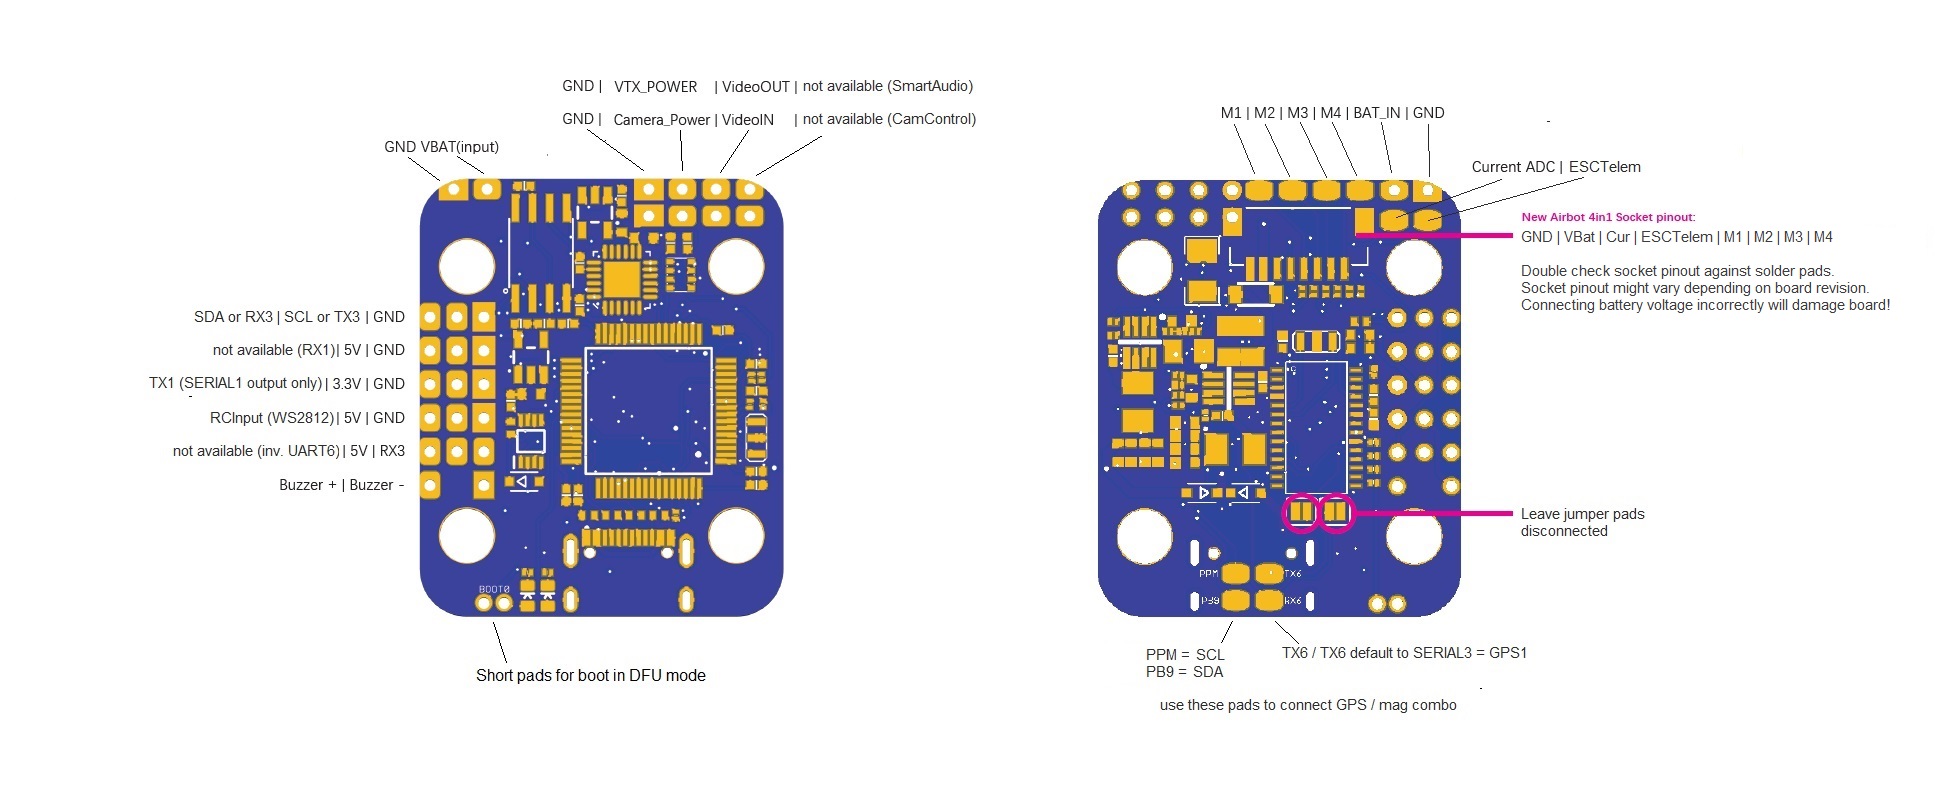 GND | VTX_POWER | VideoOUT | not available (SmartAudio)
GND | Camera_Power | VideoIN | not available (CamControl)
GND VBAT(input)
SDA or RX3 | SCL or TX3 | GND
not available (RX1)| 5V | GND
TX1 (SERIAL1 output only) | 3.3V | GND
RCInput (WS2812) | 5V | GND
not available (inv. UART6) | 5V | RX3
Buzzer + | Buzzer -
BOOT0
Short pads for boot in DFU mode
M1 | M2 | M3 | M4 | BAT_IN | GND
Current ADC | ESCTelem
New Airbot 4in1 Socket pinout:
GND | VBat | Cur | ESCTelem | M1 | M2 | M3 | M4
Double check socket pinout against solder pads.
Socket pinout might vary depending on board revision.
Connecting battery voltage incorrectly will damage board!
Leave jumper pads
disconnected
PPM TX6
PB9 RX6
PPM = SCL
PB9 = SDA
TX6 / TX6 default to SERIAL3 = GPS1
use these pads to connect GPS / mag combo